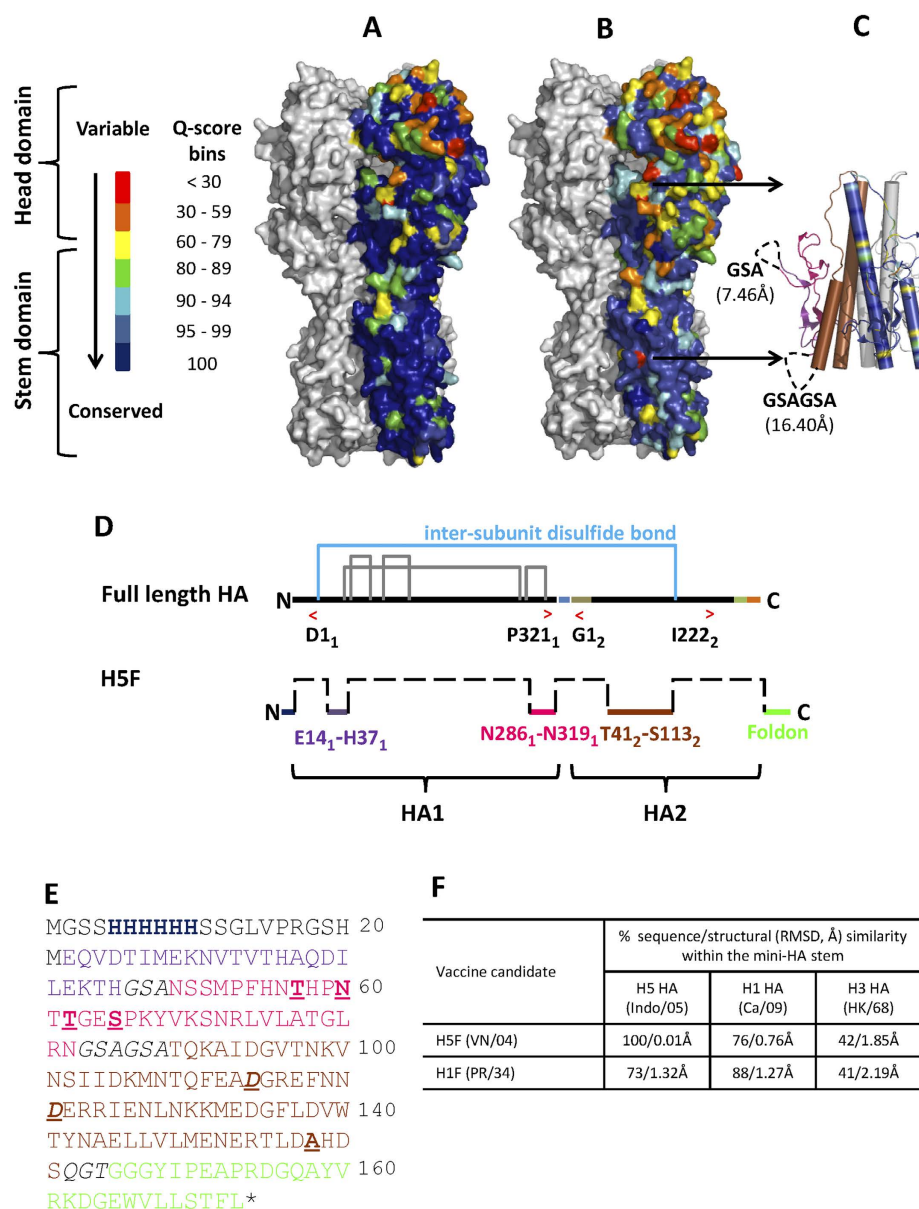 A
B
C
Head domain
Stem domain
Variable
Conserved
Q-score
bins
< 30
30 - 59
60 - 79
80 - 89
90 - 94
95 - 99
100
GSA
(7.46Å)
GSAGSA
(16.40Å)
D
inter-subunit disulfide bond
Full length HA
N
C
< > < >
D1₁ P321₁ G1₂ I222₂
H5F
N
C
E14₁-H37₁ N286₁-N319₁ T41₂-S113₂ Foldon
HA1 HA2
E
MGSSHHHHHHSSGLVPRGSH 20
MEQVDTIMEKNVTVTHAQDI
LEKTHGSANSSMPFHNTHPN 60
TTGESPKYVKSNRLVLATGL
RNGSAGSATQKAIDGVTNKV 100
NSIIDKMNTQFEADGREFNN
DERRIENLNKKMEDGFLDVW 140
TYNAELLVLMENERTLDAHD
SQGTGGGYIPEAPRDGQAYV 160
RKDGEWVLLSTFL*
F
Vaccine candidate
% sequence/structural (RMSD, Å) similarity
within the mini-HA stem
H5 HA
(Indo/05)
H1 HA
(Ca/09)
H3 HA
(HK/68)
H5F (VN/04) 100/0.01Å 76/0.76Å 42/1.85Å
H1F (PR/34) 73/1.32Å 88/1.27Å 41/2.19Å